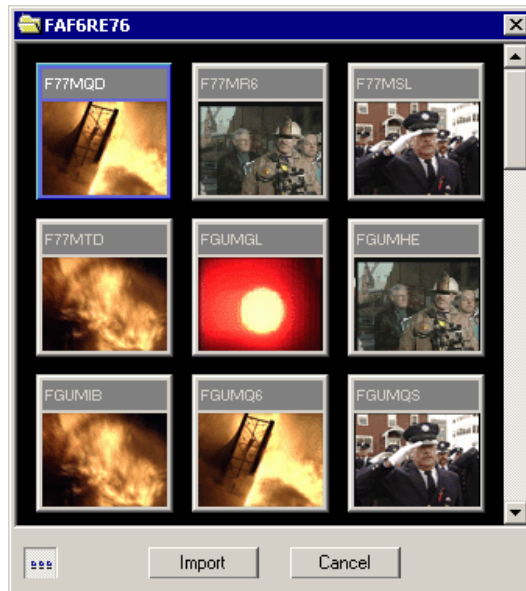 FAF6RE76
F77MQD F77MR6 F77MSL
F77MTD FGUMGL FGUMHE
FGUMIB FGUMQ6 FGUMQS
Import Cancel